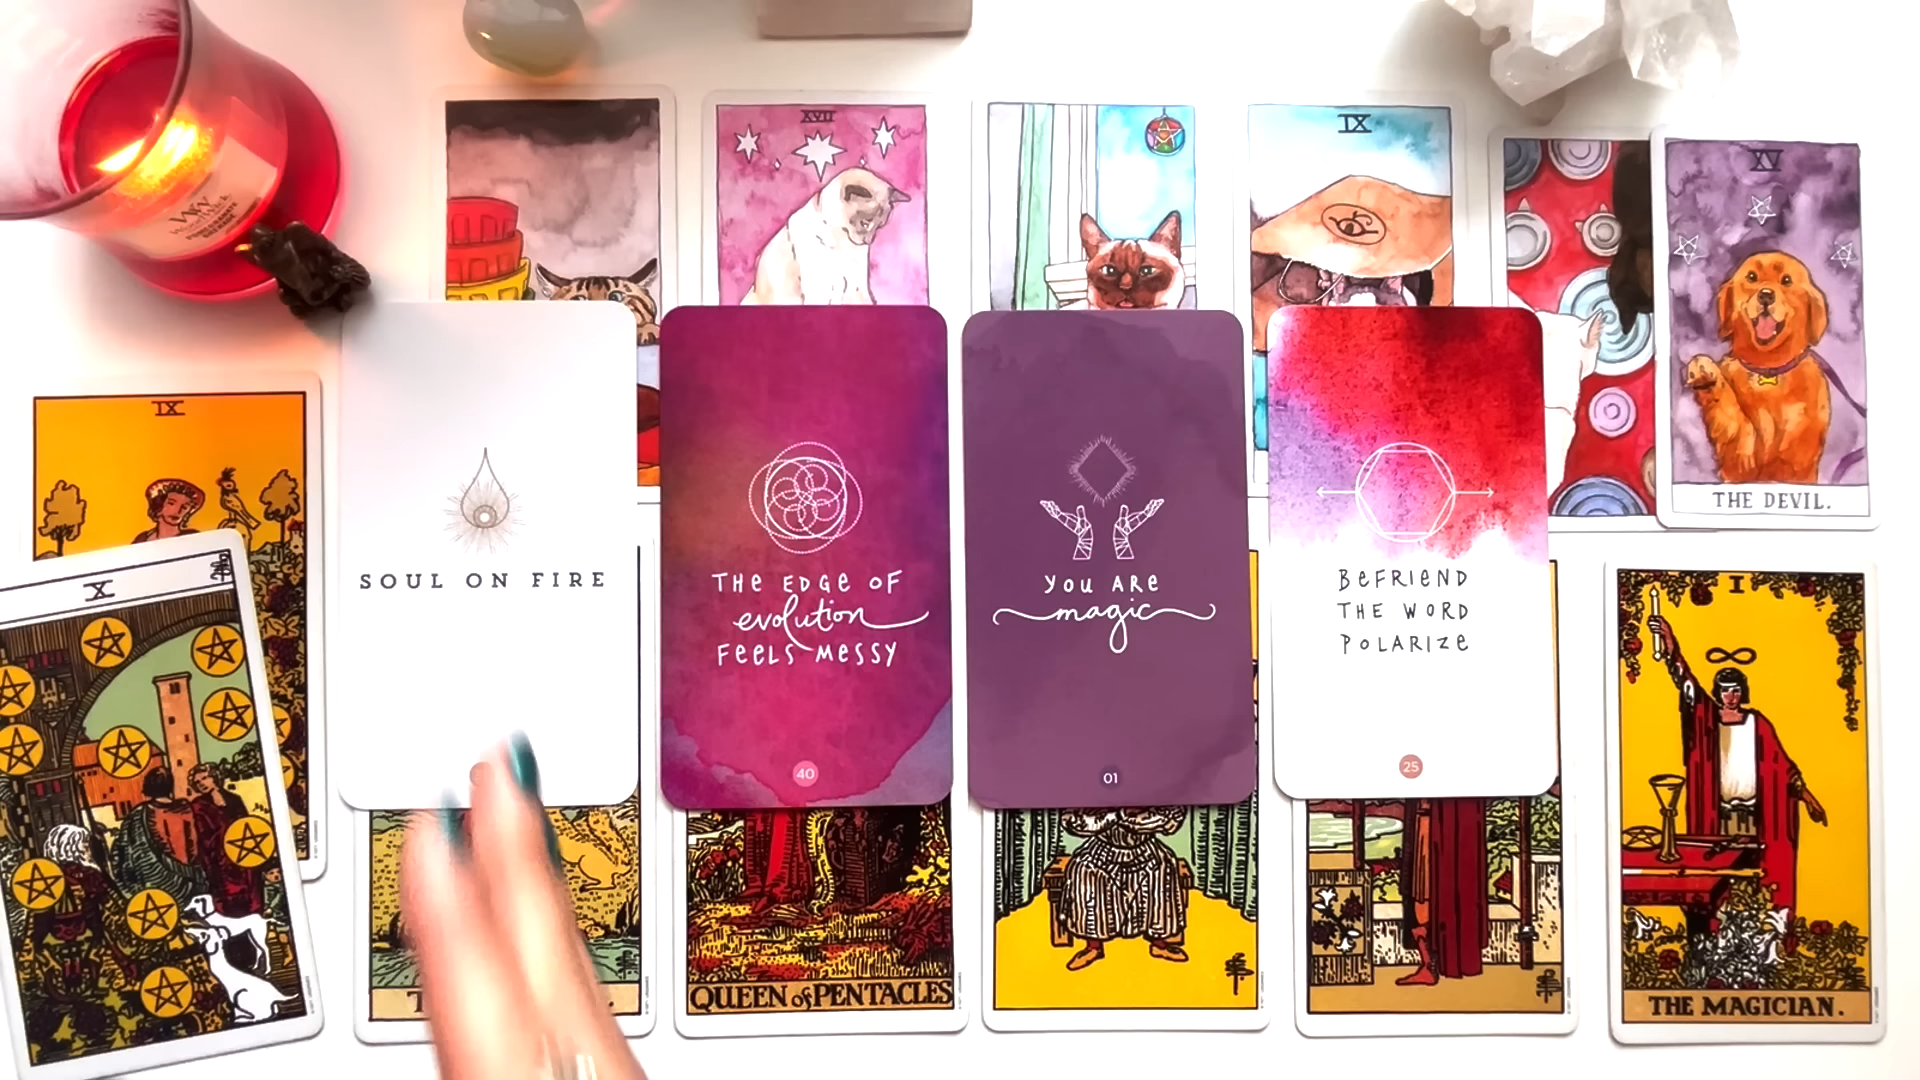 XVII
IX
XV
THE DEVIL.
IX
SOUL ON FIRE
THE EDGE OF
evolution
FEELS MESSY
40
YOU ARE
magic
01
BEFRIEND
THE WORD
POLARIZE
25
X
I
QUEEN of PENTACLES
THE MAGICIAN.